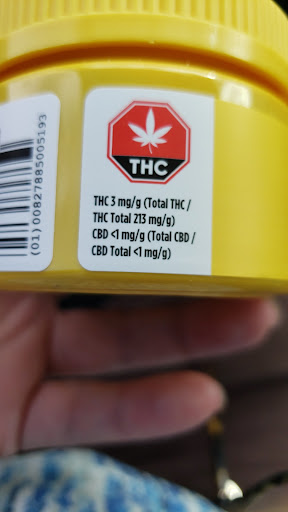 THC
THC 3 mg/g (Total THC /
THC Total 213 mg/g)
CBD <1 mg/g (Total CBD /
CBD Total <1 mg/g)
(01)00827885005193